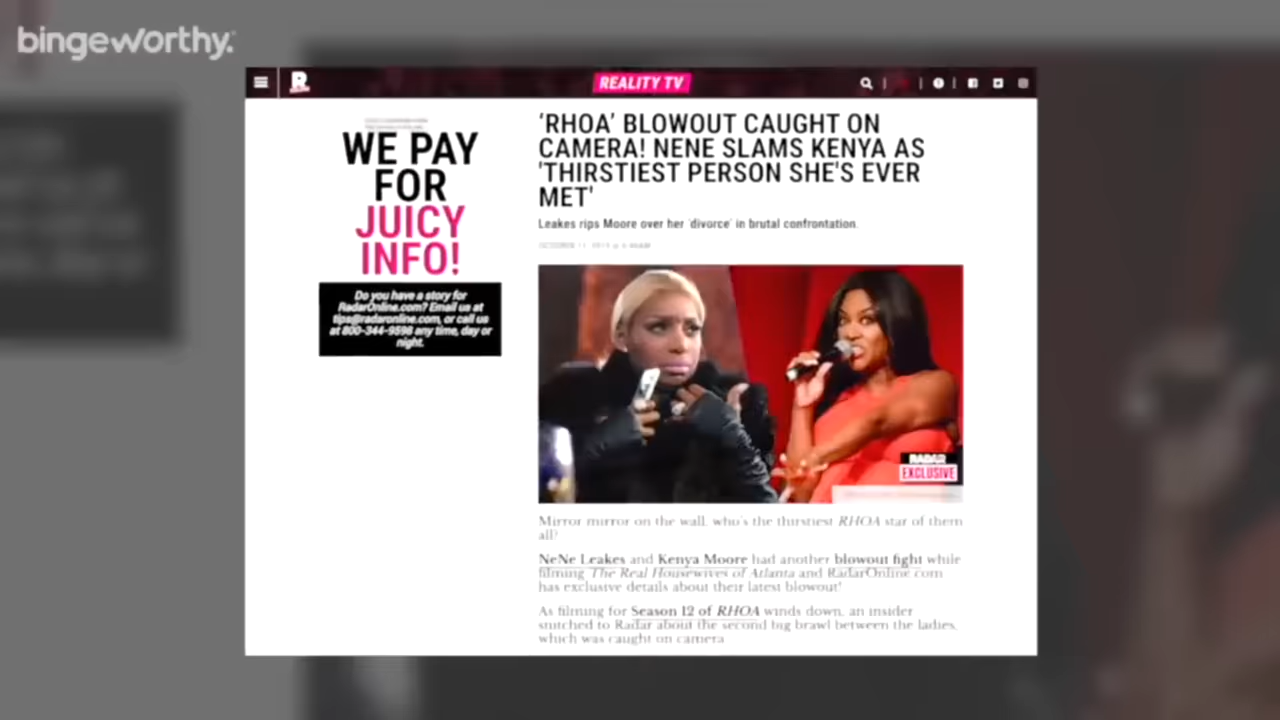 bingeworthy.
R
REALITY TV
WE PAY
FOR
JUICY
INFO!
Do you have a story for
RadarOnline.com? Email us at
tips@radaronline.com, or call us
at 800-344-9598 any time, day or
night.
'RHOA' BLOWOUT CAUGHT ON
CAMERA! NENE SLAMS KENYA AS
'THIRSTIEST PERSON SHE'S EVER
MET'
Leakes rips Moore over her 'divorce' in brutal confrontation.
RADAR
EXCLUSIVE
Mirror mirror on the wall, who's the thirstiest RHOA star of them
all?
NeNe Leakes and Kenya Moore had another blowout fight while
filming The Real Housewives of Atlanta and RadarOnline.com
has exclusive details about their latest blowout!
As filming for Season 12 of RHOA winds down, an insider
snitched to Radar about the second big brawl between the ladies,
which was caught on camera.